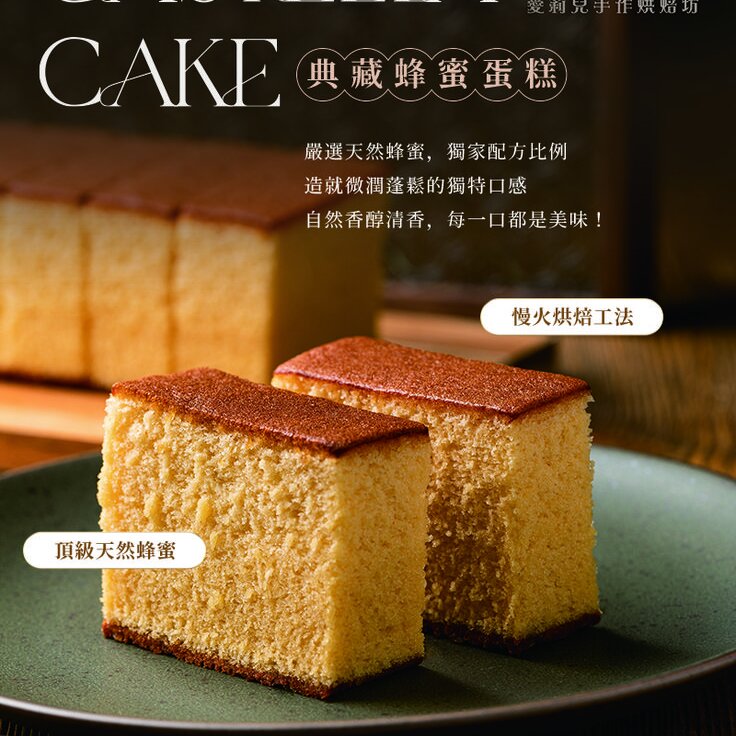 愛莉兒手作烘焙坊
CASTELLA
CAKE
典藏蜂蜜蛋糕
嚴選天然蜂蜜，獨家配方比例
造就微潤蓬鬆的獨特口感
自然香醇清香，每一口都是美味！
慢火烘焙工法
頂級天然蜂蜜